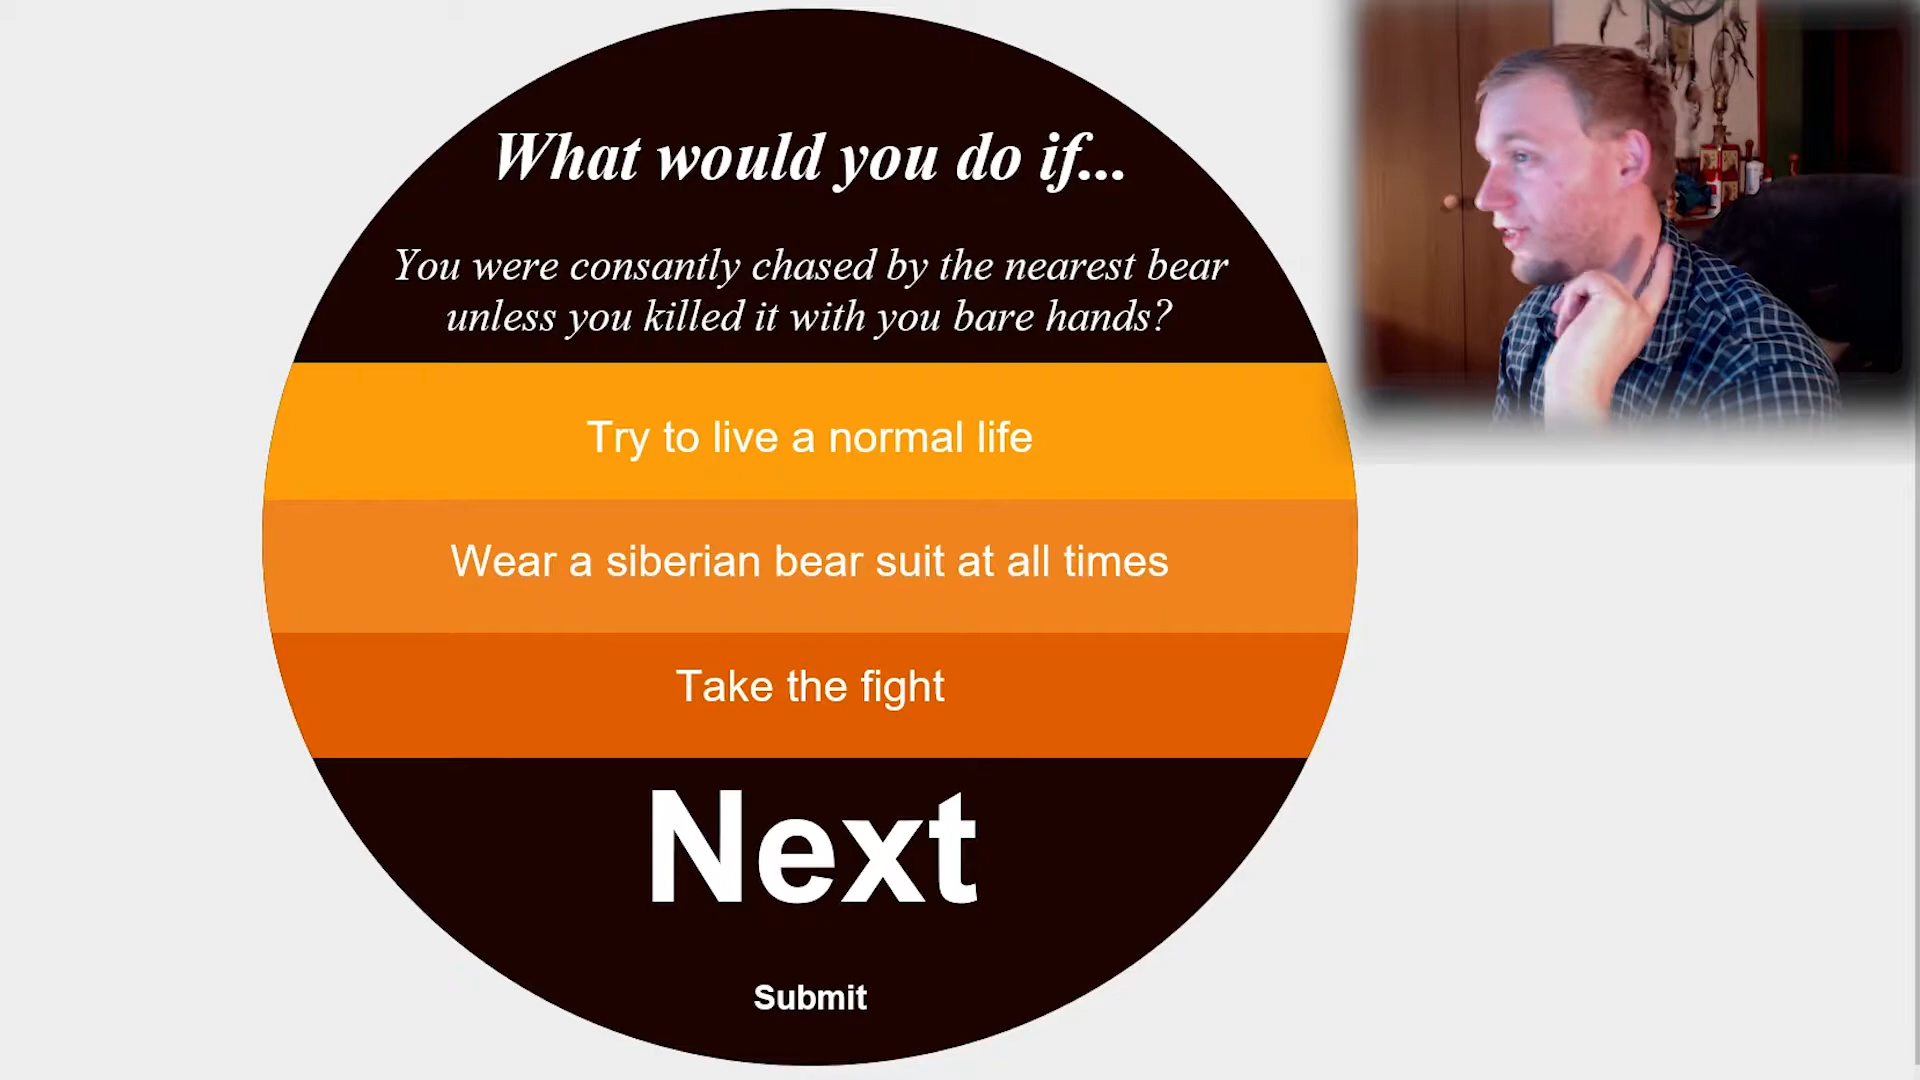 What would you do if...
You were consantly chased by the nearest bear
unless you killed it with you bare hands?
Try to live a normal life
Wear a siberian bear suit at all times
Take the fight
Next
Submit